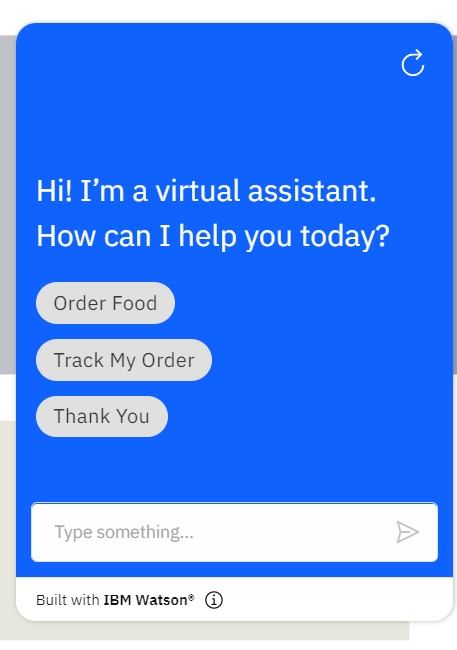 Hi! I’m a virtual assistant.
How can I help you today?
Order Food
Track My Order
Thank You
Type something...
Built with IBM Watson®